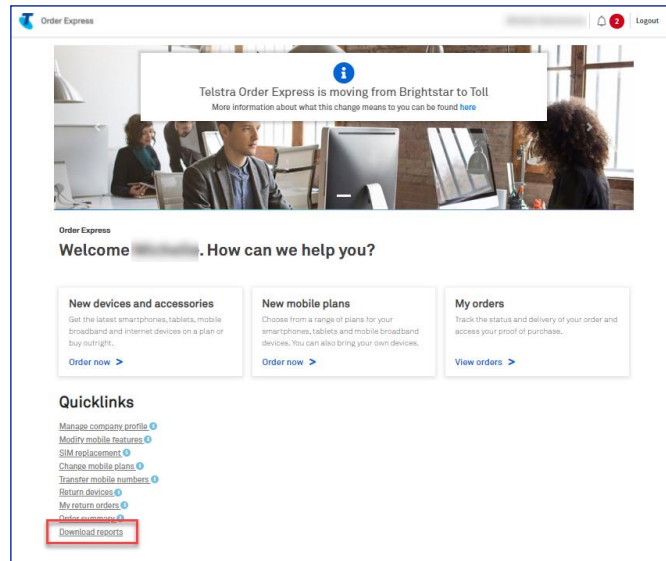 Order Express
2 Logout
Telstra Order Express is moving from Brightstar to Toll
More information about what this change means to you can be found here
Order Express
Welcome . How can we help you?
New devices and accessories
Get the latest smartphones, tablets, mobile
broadband and internet devices on a plan or
buy outright.
Order now >
New mobile plans
Choose from a range of plans for your
smartphones, tablets and mobile broadband
devices. You can also bring your own devices.
Order now >
My orders
Track the status and delivery of your order and
access your proof of purchase.
View orders >
Quicklinks
Manage company profile
Modify mobile features
SIM replacement
Change mobile plans
Transfer mobile numbers
Return devices
My return orders
Order summary
Download reports